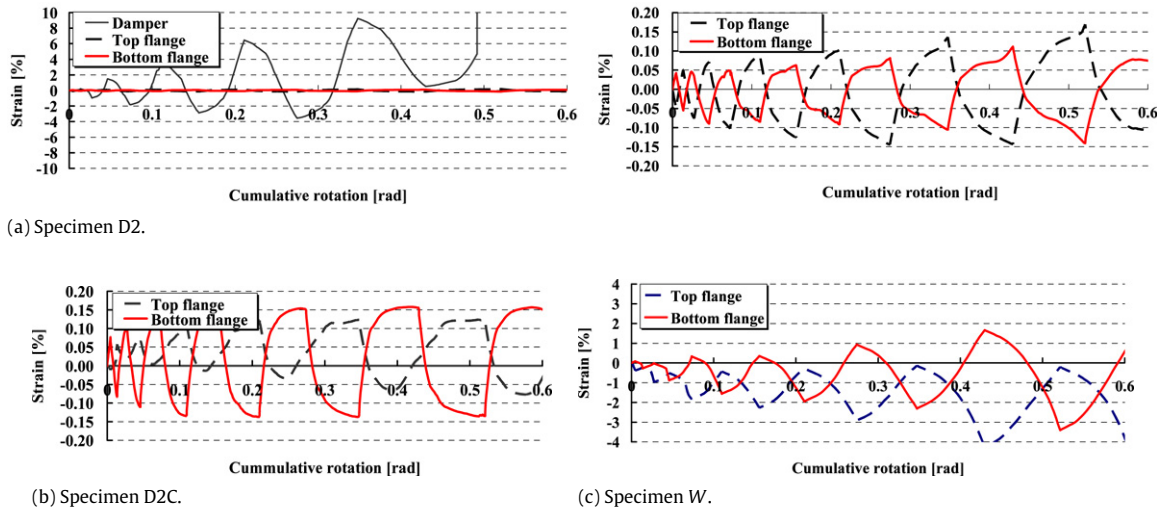 10
8
6
4
2
0
-2
-4
-6
-8
-10
Strain [%]
Damper
Top flange
Bottom flange
0 0.1 0.2 0.3 0.4 0.5 0.6
Cumulative rotation [rad]
0.20
0.15
0.10
0.05
0.00
-0.05
-0.10
-0.15
-0.20
Strain [%]
Top flange
Bottom flange
0 0.1 0.2 0.3 0.4 0.5 0.6
Cumulative rotation [rad]
(a) Specimen D2.
0.20
0.15
0.10
0.05
0.00
-0.05
-0.10
-0.15
-0.20
Strain [%]
Top flange
Bottom flange
0 0.1 0.2 0.3 0.4 0.5 0.6
Cummulative rotation [rad]
(b) Specimen D2C.
4
3
2
1
0
-1
-2
-3
-4
Strain [%]
Top flange
Bottom flange
0 0.1 0.2 0.3 0.4 0.5 0.6
Cumulative rotation [rad]
(c) Specimen W.